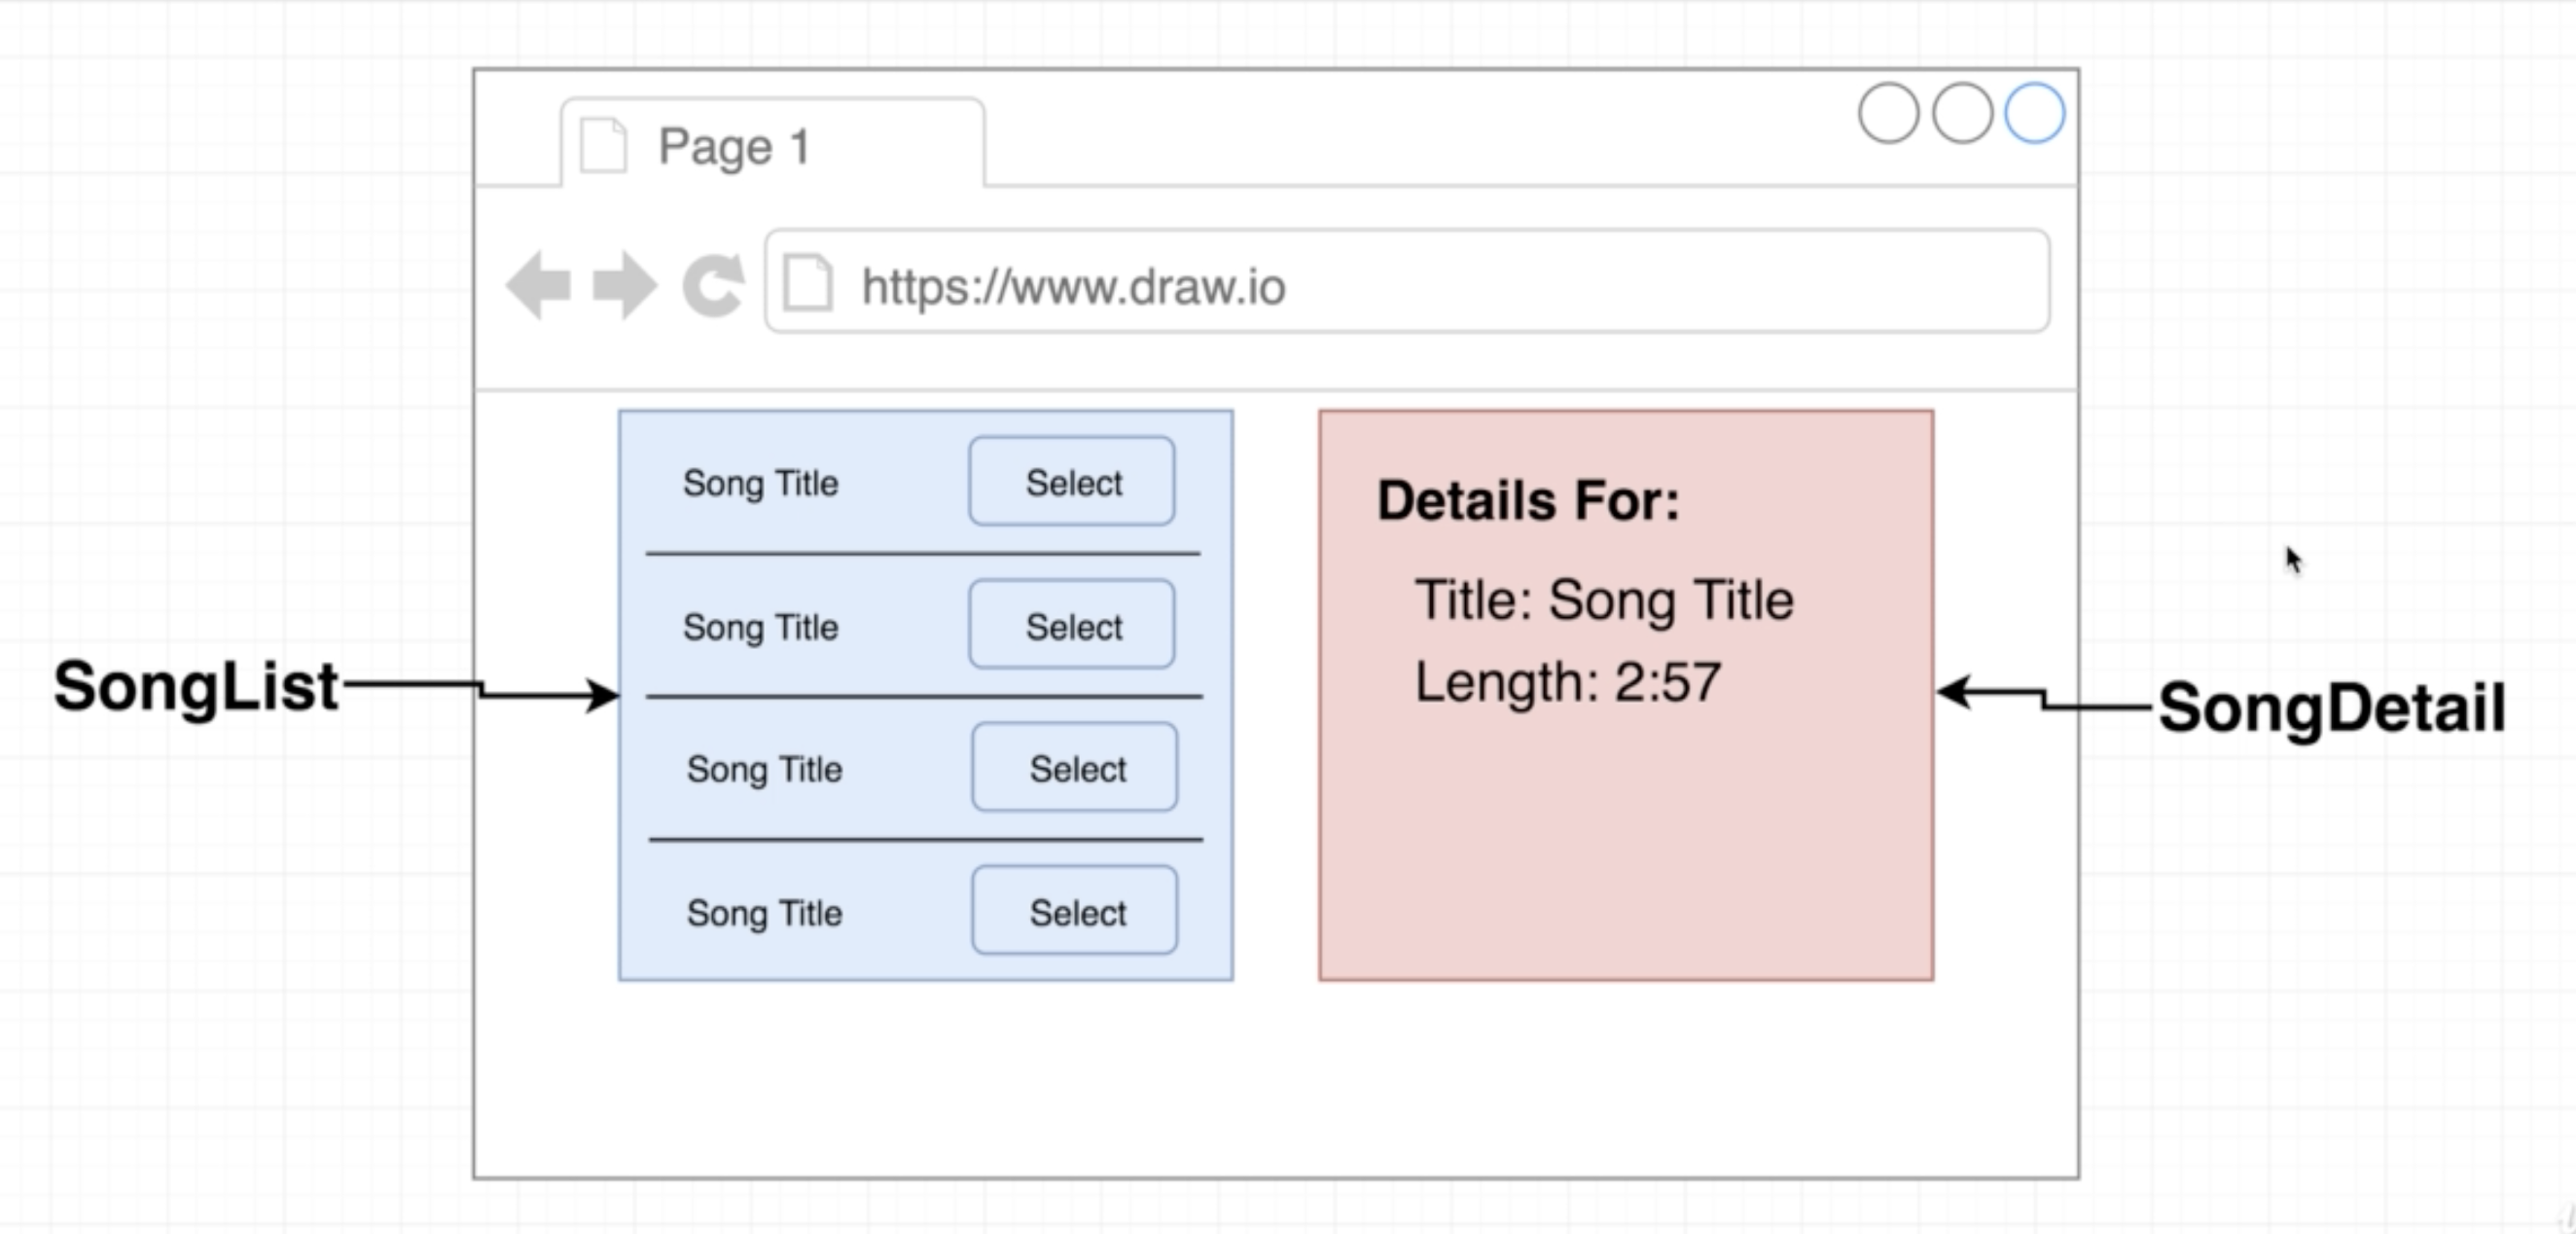 Page 1
https://www.draw.io
SongList
Song Title
Select
Song Title
Select
Song Title
Select
Song Title
Select
Details For:
Title: Song Title
Length: 2:57
SongDetail